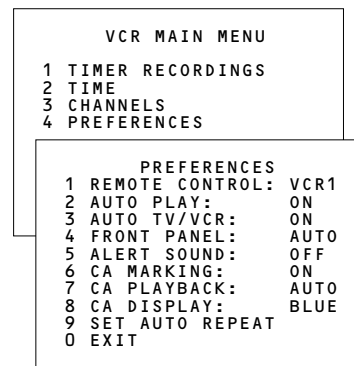 VCR MAIN MENU
1 TIMER RECORDINGS
2 TIME
3 CHANNELS
4 PREFERENCES
PREFERENCES
1 REMOTE CONTROL: VCR1
2 AUTO PLAY: ON
3 AUTO TV/VCR: ON
4 FRONT PANEL: AUTO
5 ALERT SOUND: OFF
6 CA MARKING: ON
7 CA PLAYBACK: AUTO
8 CA DISPLAY: BLUE
9 SET AUTO REPEAT
0 EXIT